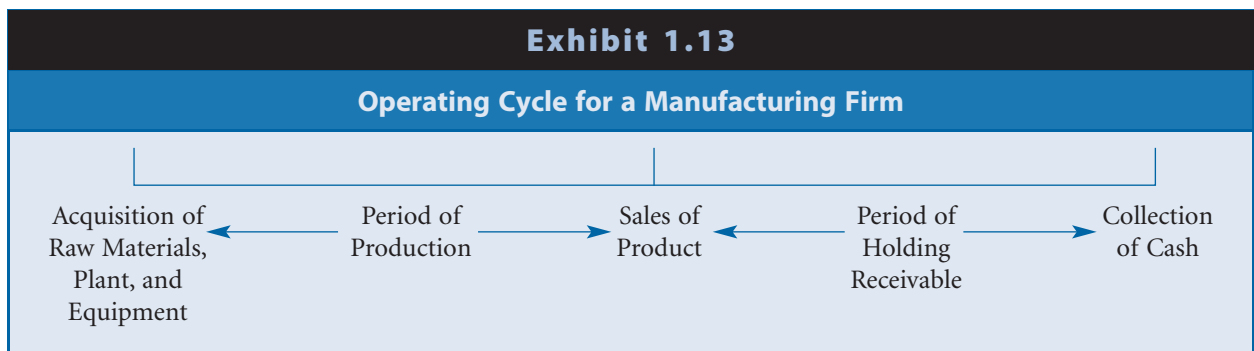 Exhibit 1.13
Operating Cycle for a Manufacturing Firm
Acquisition of
Raw Materials,
Plant, and
Equipment
Period of
Production
Sales of
Product
Period of
Holding
Receivable
Collection
of Cash